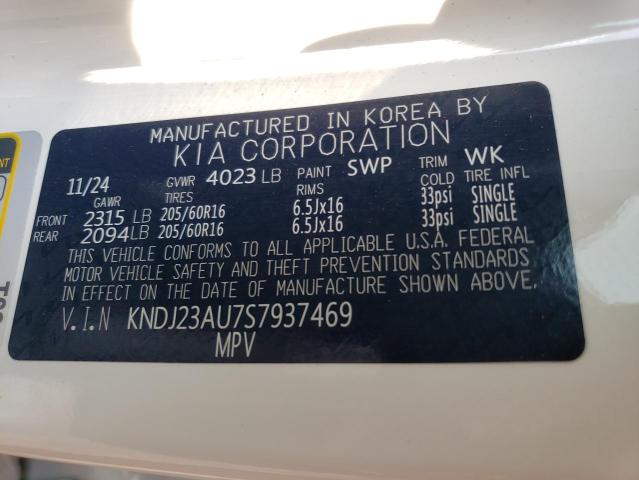 MANUFACTURED IN KOREA BY
KIA CORPORATION
11/24 GVWR 4023 LB PAINT SWP TRIM WK
GAWR TIRES RIMS COLD TIRE INFL
FRONT 2315 LB 205/60R16 6.5Jx16 33psi SINGLE
REAR 2094 LB 205/60R16 6.5Jx16 33psi SINGLE
THIS VEHICLE CONFORMS TO ALL APPLICABLE U.S.A. FEDERAL
MOTOR VEHICLE SAFETY AND THEFT PREVENTION STANDARDS
IN EFFECT ON THE DATE OF MANUFACTURE SHOWN ABOVE.
V.I.N KNDJ23AU7S7937469
MPV